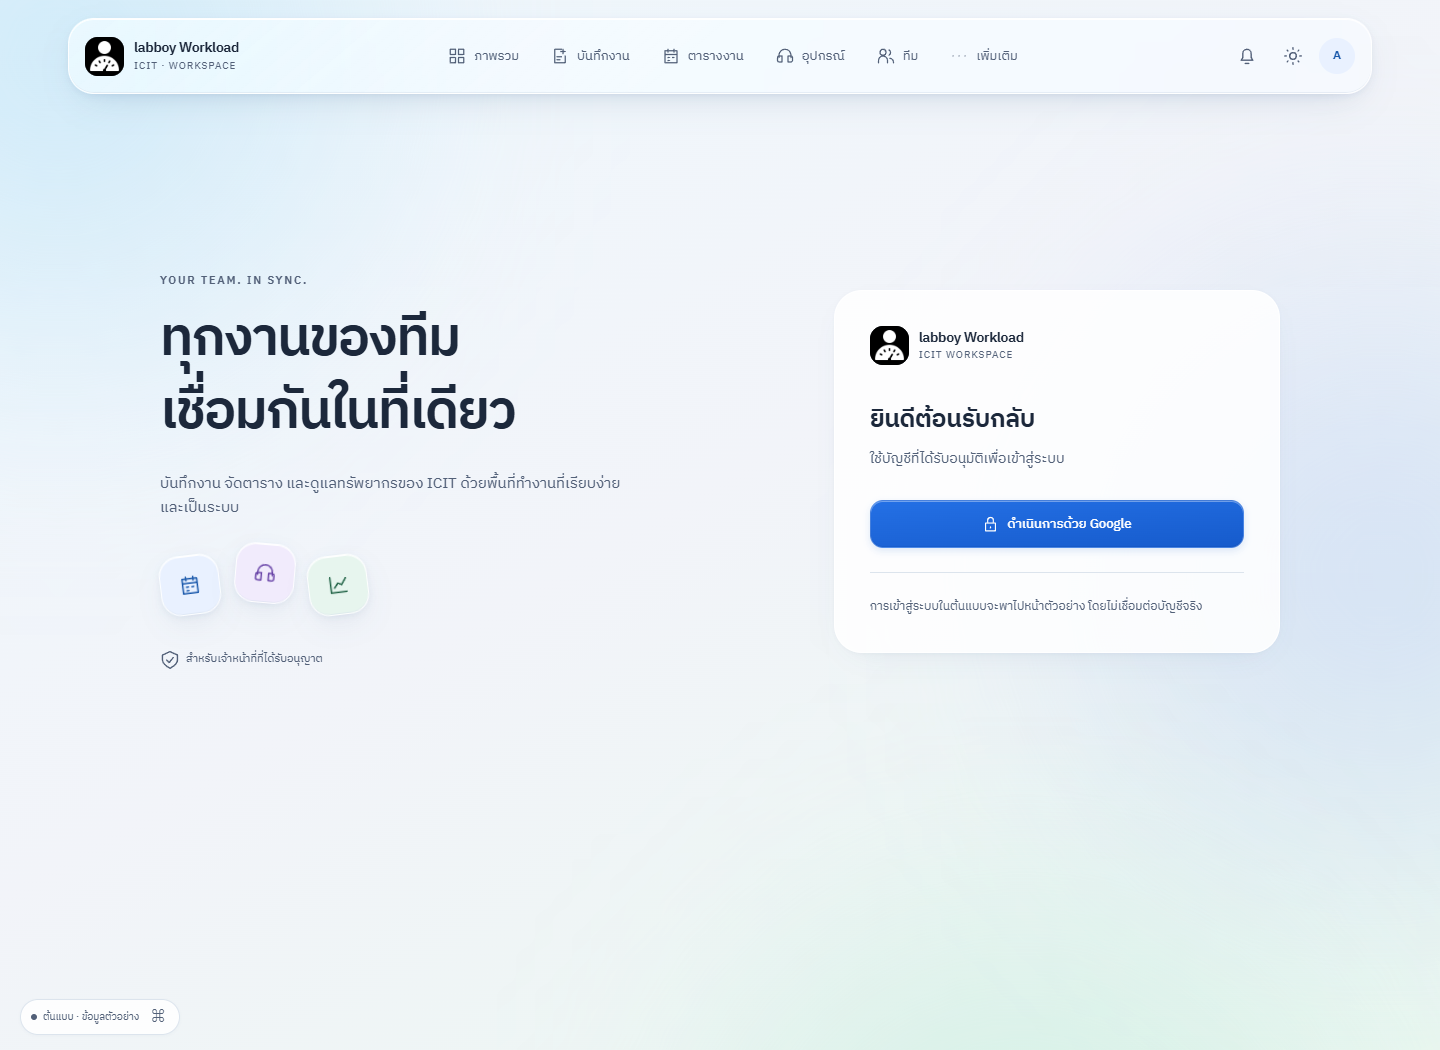 labboy Workload
ICIT · WORKSPACE
ภาพรวม
บันทึกงาน
ตารางงาน
อุปกรณ์
ทีม
เพิ่มเติม
A
YOUR TEAM. IN SYNC.
ทุกงานของทีม
เชื่อมกันในที่เดียว
บันทึกงาน จัดตาราง และดูแลทรัพยากรของ ICIT ด้วยพื้นที่ทำงานที่เรียบง่าย
และเป็นระบบ
สำหรับเจ้าหน้าที่ที่ได้รับอนุญาต
labboy Workload
ICIT WORKSPACE
ยินดีต้อนรับกลับ
ใช้บัญชีที่ได้รับอนุมัติเพื่อเข้าสู่ระบบ
ดำเนินการด้วย Google
การเข้าสู่ระบบในต้นแบบจะพาไปหน้าตัวอย่าง โดยไม่เชื่อมต่อบัญชีจริง
ต้นแบบ · ข้อมูลตัวอย่าง ⌘